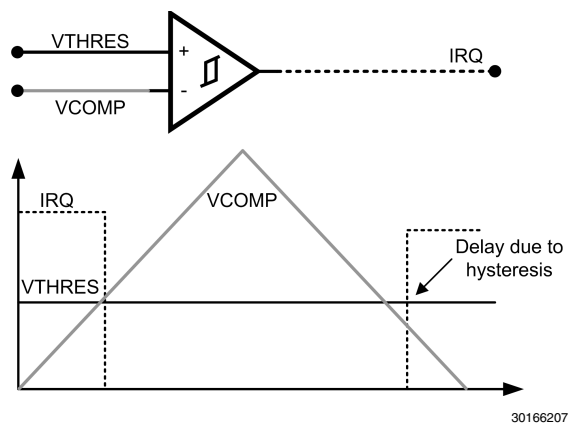 VTHRES
+
IRQ
-
VCOMP
IRQ
VCOMP
Delay due to
hysteresis
VTHRES
30166207